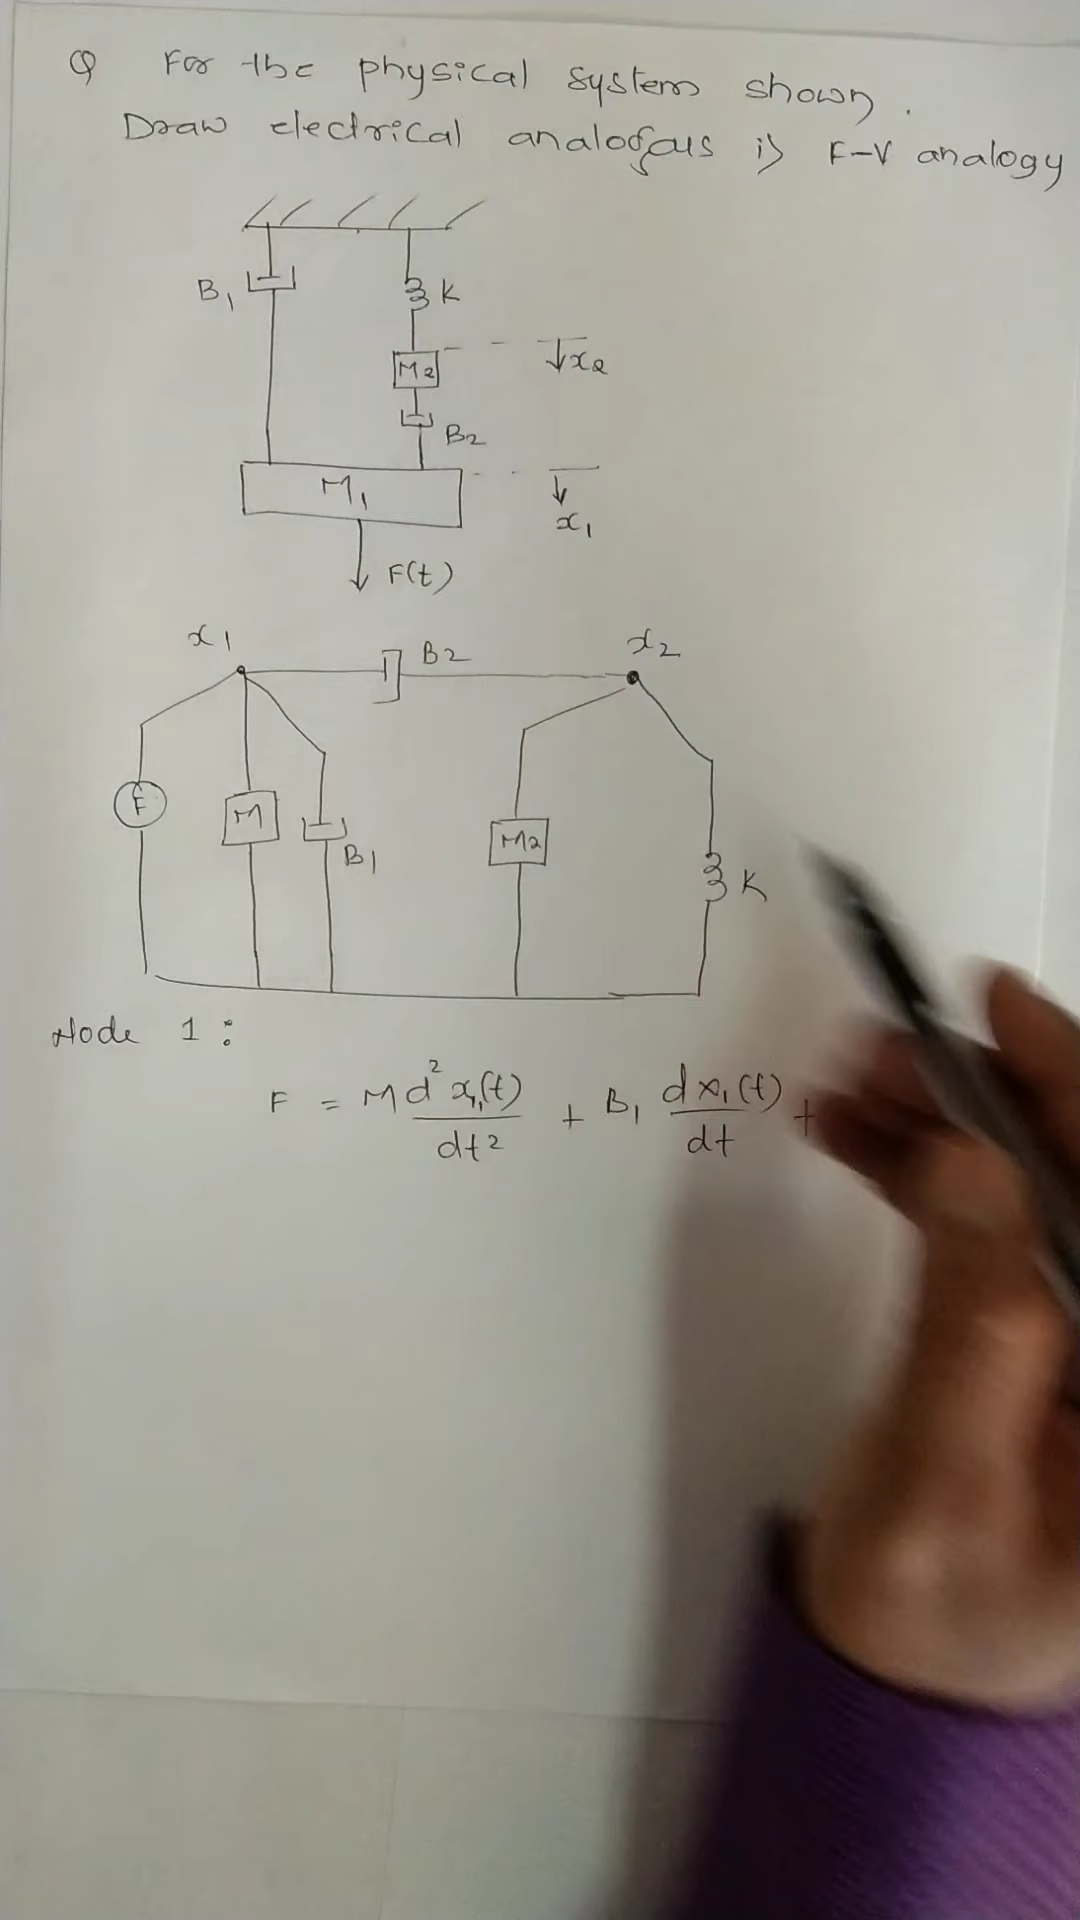 Q For the physical system shown.
Draw electrical analogous i) F-V analogy
B1
K
M2
↓x2
B2
M1
↓
x1
F(t)
x1
B2
x2
F
M
B1
M2
K
Node 1 :
F = M d²x1(t)/dt² + B1 dx1(t)/dt +